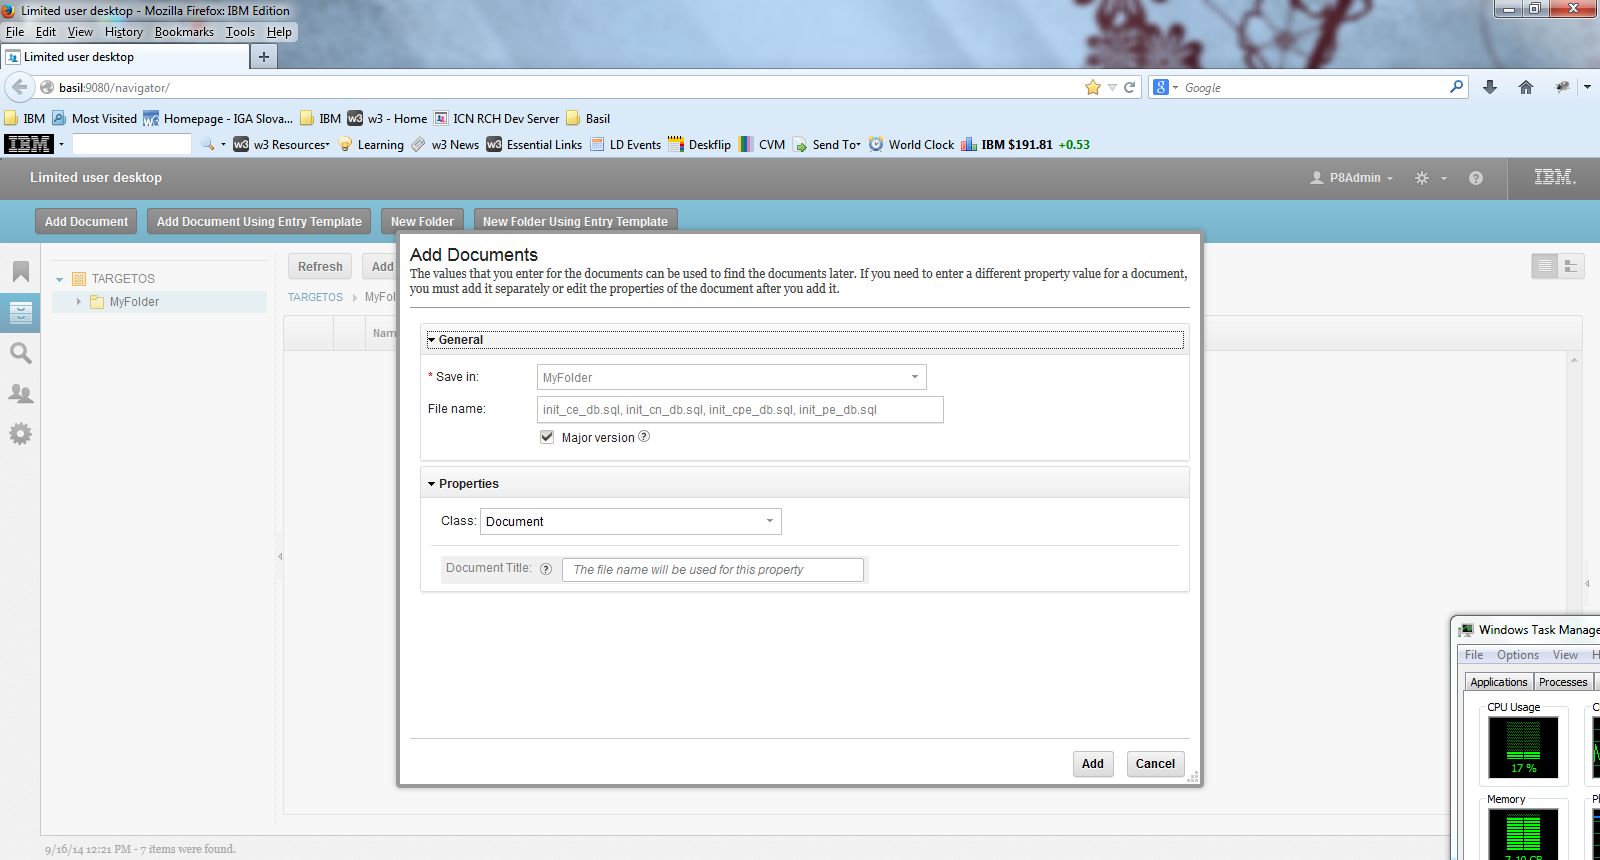 Limited user desktop - Mozilla Firefox: IBM Edition
File Edit View History Bookmarks Tools Help
Limited user desktop
basil:9080/navigator/
Google
IBM Most Visited Homepage - IGA Slova... IBM w3 - Home ICN RCH Dev Server Basil
IBM w3 Resources Learning w3 News Essential Links LD Events Deskflip CVM Send To World Clock IBM $191.81 +0.53
Limited user desktop P8Admin IBM.
Add Document Add Document Using Entry Template New Folder New Folder Using Entry Template
Add Documents
The values that you enter for the documents can be used to find the documents later. If you need to enter a different property value for a document,
you must add it separately or edit the properties of the document after you add it.
Refresh Add
TARGETOS
MyFolder
TARGETOS MyFol
Nam
General
* Save in: MyFolder
File name: init_ce_db.sql, init_cn_db.sql, init_cpe_db.sql, init_pe_db.sql
Major version ?
Properties
Class: Document
Document Title: ? The file name will be used for this property
Add Cancel
Windows Task Manage
File Options View H
Applications Processes
CPU Usage C
17 %
Memory P
9/16/14 12:21 PM - 7 items were found.